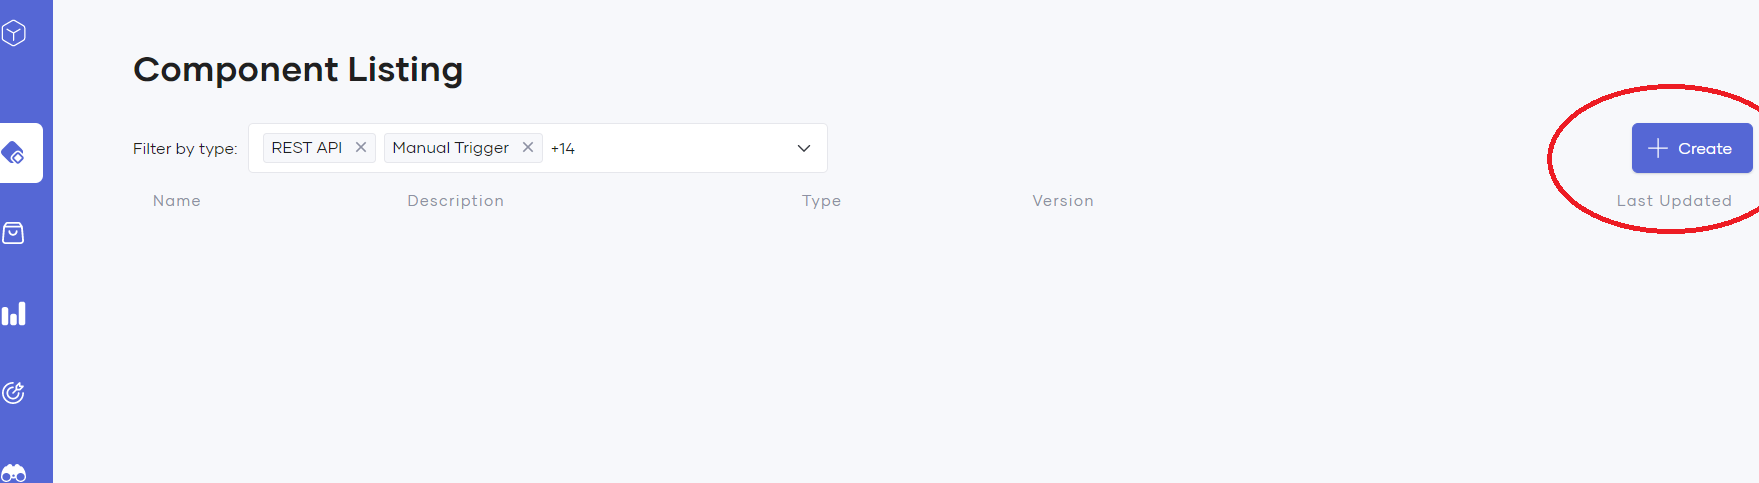 Component Listing
Filter by type: REST API Manual Trigger +14 Create
Name Description Type Version Last Updated